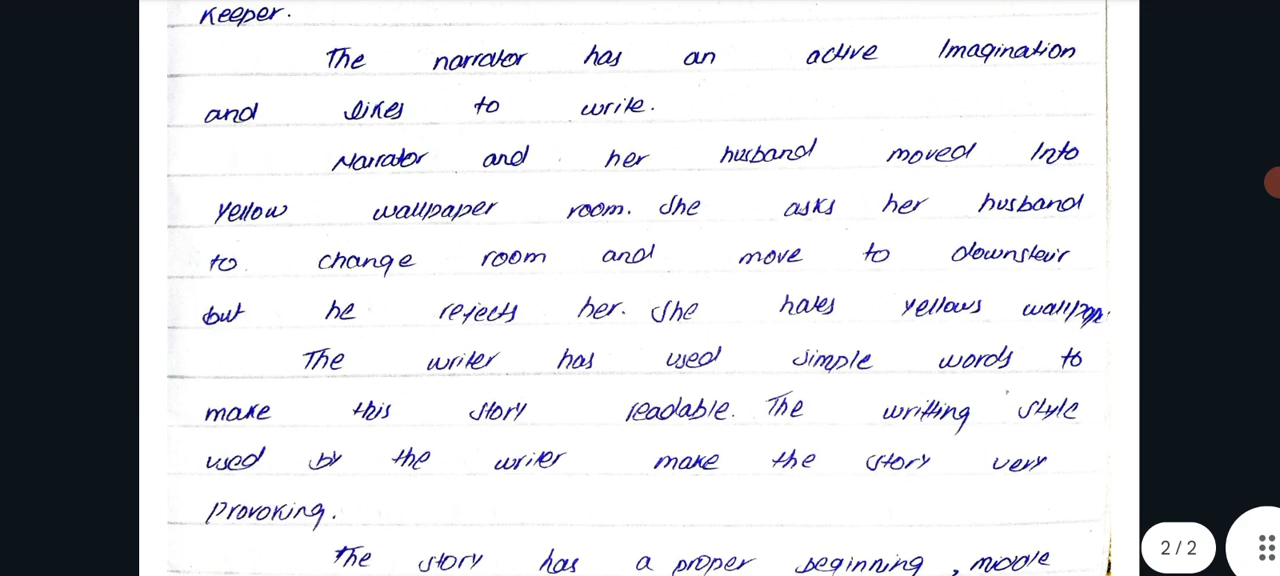 Keeper.
The narrator has an active Imagination
and likes to write.
Narrator and her husband moved Into
yellow wallpaper room. She asks her husband
to change room and move to downsteir
but he rejects her. She hates yellows wallpape
The writer has used simple words to
make this story readable. The writting style
used by the writer make the story very
provoking.
The story has a proper beginning, middle
2/2